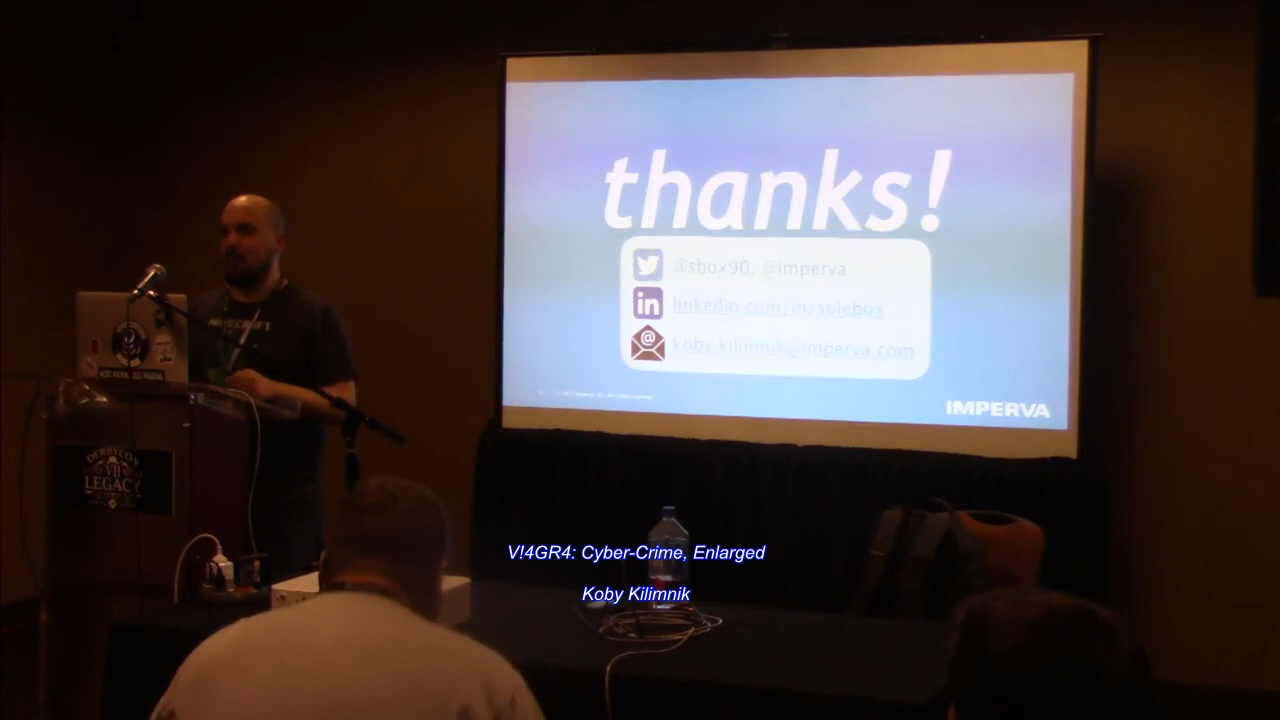 thanks!
@sbox90, @imperva
linkedin.com/in/solebox
koby.kilimnik@imperva.com
IMPERVA
DERBYCON
VII
LEGACY
V!4GR4: Cyber-Crime, Enlarged
Koby Kilimnik